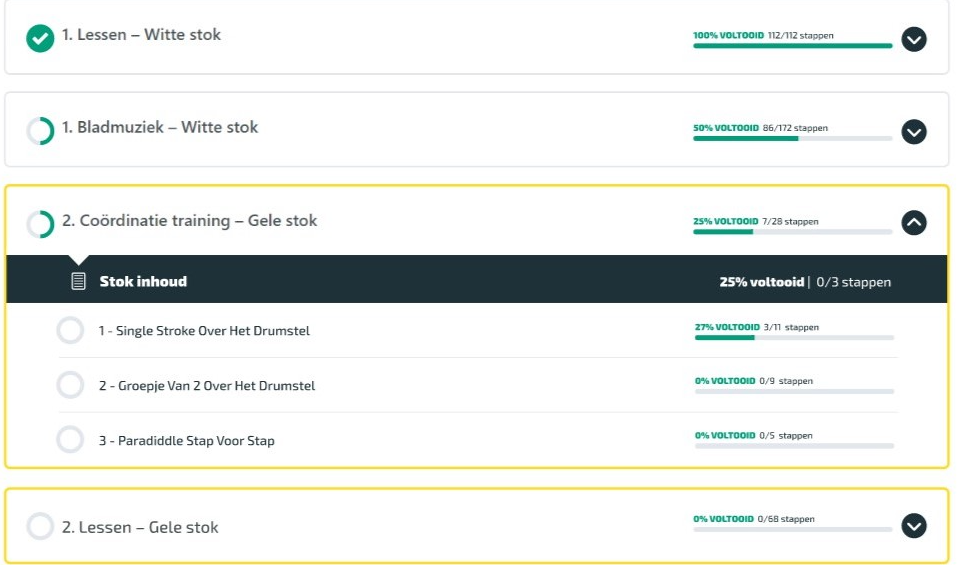 1. Lessen – Witte stok
100% VOLTOOID 112/112 stappen
1. Bladmuziek – Witte stok
50% VOLTOOID 86/172 stappen
2. Coördinatie training – Gele stok
25% VOLTOOID 7/28 stappen
Stok inhoud
25% voltooid | 0/3 stappen
1 - Single Stroke Over Het Drumstel
27% VOLTOOID 3/11 stappen
2 - Groepje Van 2 Over Het Drumstel
0% VOLTOOID 0/9 stappen
3 - Paradiddle Stap Voor Stap
0% VOLTOOID 0/5 stappen
2. Lessen – Gele stok
0% VOLTOOID 0/68 stappen